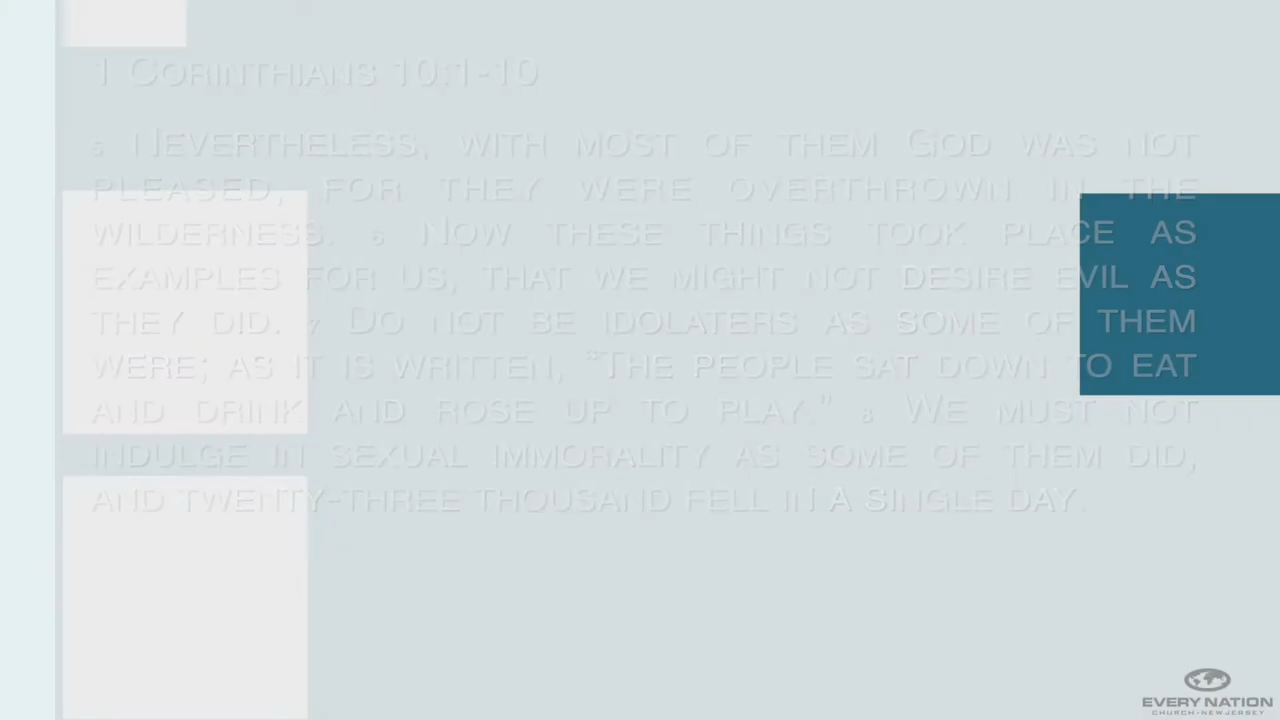 1 CORINTHIANS 10:1-10
5 NEVERTHELESS, WITH MOST OF THEM GOD WAS NOT
PLEASED, FOR THEY WERE OVERTHROWN IN THE
WILDERNESS. 6 NOW THESE THINGS TOOK PLACE AS
EXAMPLES FOR US, THAT WE MIGHT NOT DESIRE EVIL AS
THEY DID. 7 DO NOT BE IDOLATERS AS SOME OF THEM
WERE; AS IT IS WRITTEN, “THE PEOPLE SAT DOWN TO EAT
AND DRINK AND ROSE UP TO PLAY.” 8 WE MUST NOT
INDULGE IN SEXUAL IMMORALITY AS SOME OF THEM DID,
AND TWENTY-THREE THOUSAND FELL IN A SINGLE DAY.
EVERY NATION
CHURCH-NEW JERSEY